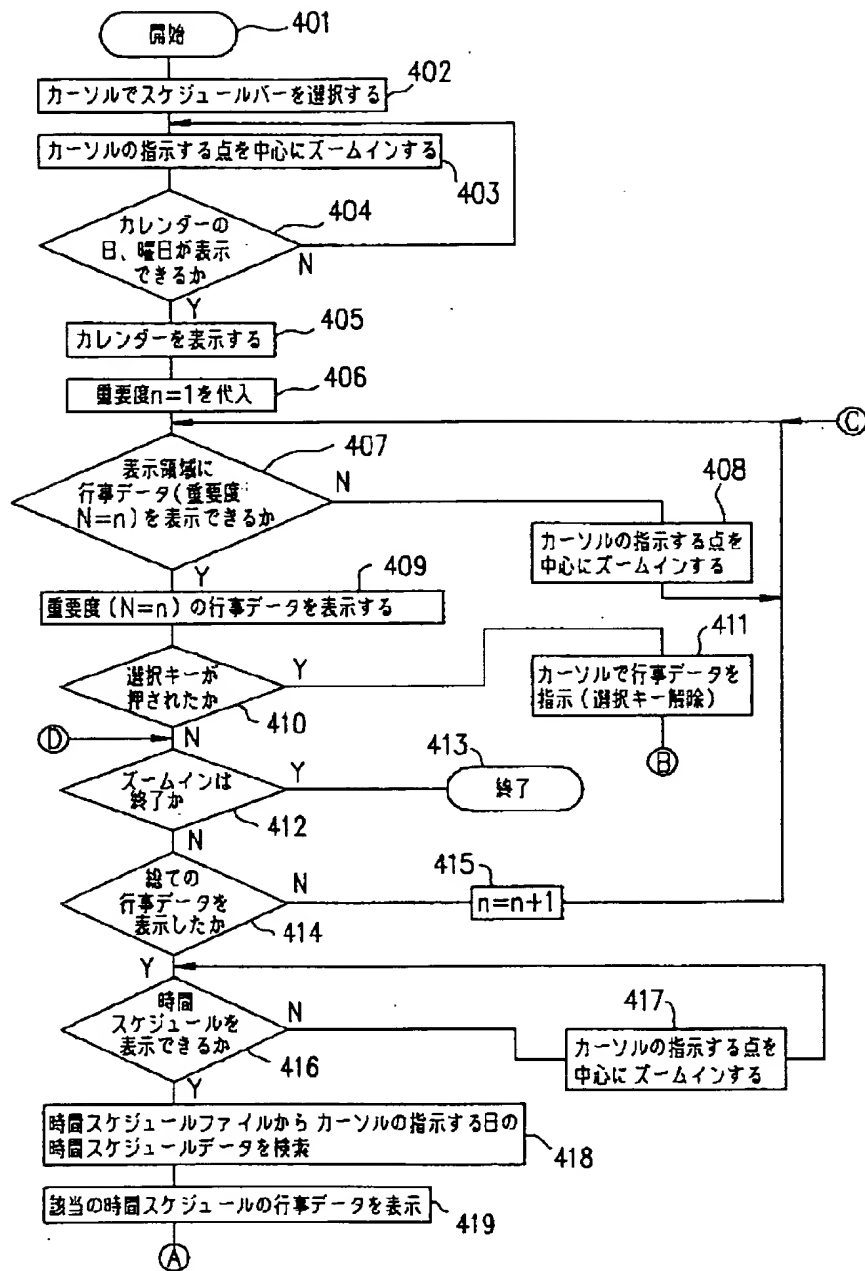 開始
401
402
カーソルでスケジュールバーを選択する
カーソルの指示する点を中心にズームインする
403
404
カレンダーの
日、曜日が表示
できるか
N
Y
405
カレンダーを表示する
406
重要度n=1を代入
C
407
表示領域に
行事データ(重要度
N=n)を表示できるか
N
408
カーソルの指示する点を
中心にズームインする
Y
409
重要度(N=n)の行事データを表示する
411
選択キーが
押されたか
Y
カーソルで行事データを
指示(選択キー解除)
410
D
N
B
413
ズームインは
終了か
Y
終了
412
N
415
総ての
行事データを
表示したか
N
n=n+1
414
Y
時間
スケジュールを
表示できるか
N
417
カーソルの指示する点を
中心にズームインする
416
Y
時間スケジュールファイルからカーソルの指示する日の
時間スケジュールデータを検索
418
該当の時間スケジュールの行事データを表示
419
A